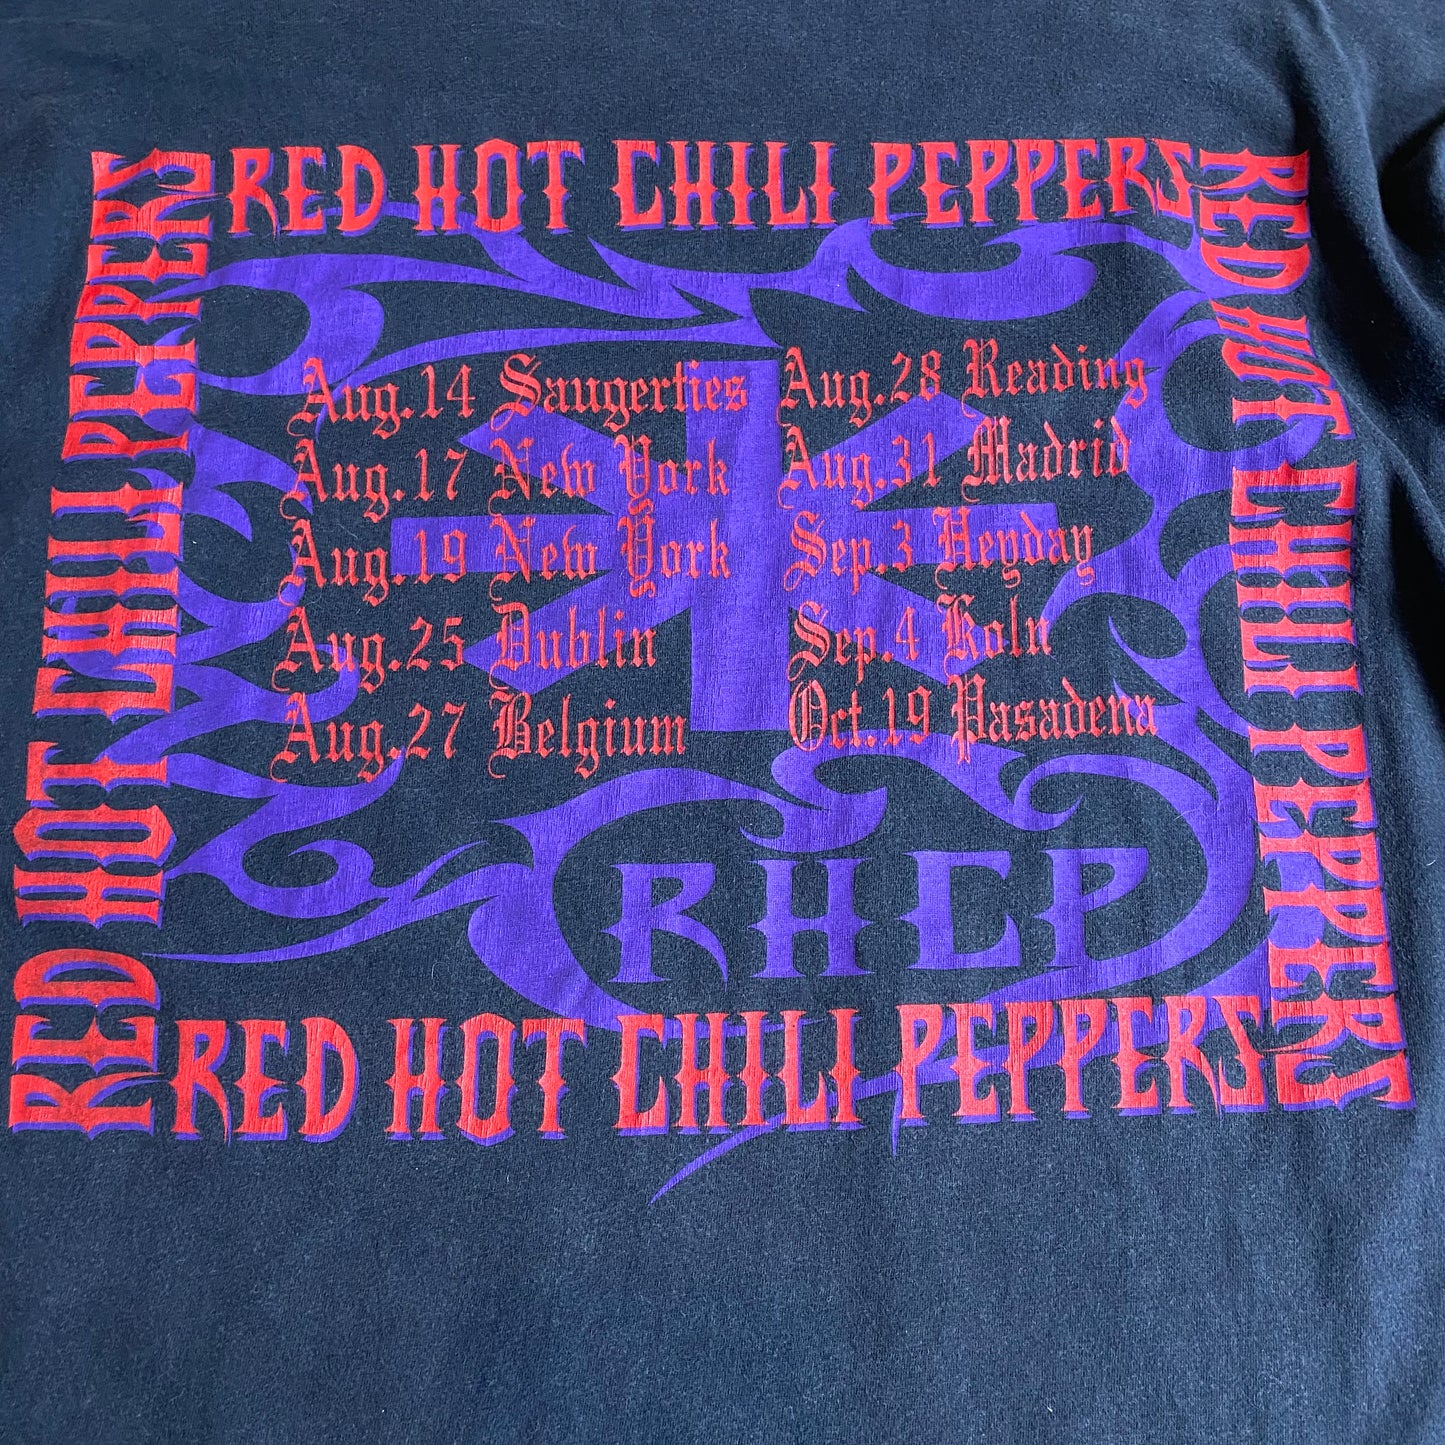 RED HOT CHILI PEPPERS
RED HOT CHILI PEPPERS
RED HOT CHILI PEPPERS
Aug.14 Saugerties
Aug.17 New York
Aug.19 New York
Aug.25 Dublin
Aug.27 Belgium
Aug.28 Reading
Aug.31 Madrid
Sep.3 Heyday
Sep.4 Koln
Oct.19 Pasadena
RHCP
RED HOT CHILI PEPPERS